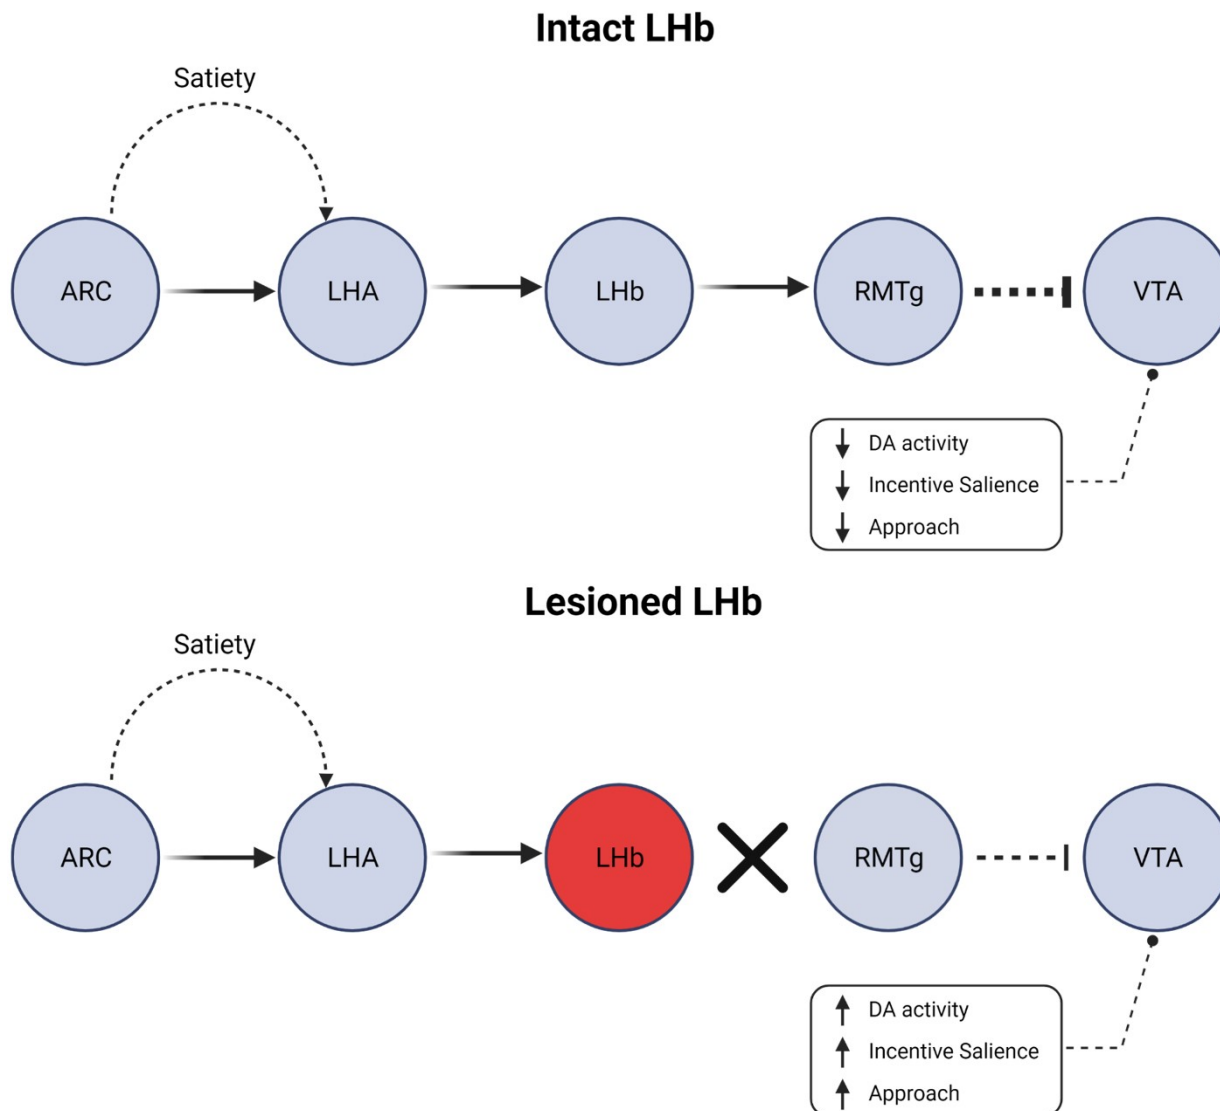 Intact LHb
Satiety
ARC
LHA
LHb
RMTg
VTA
DA activity
Incentive Salience
Approach
Lesioned LHb
Satiety
ARC
LHA
LHb
RMTg
VTA
DA activity
Incentive Salience
Approach